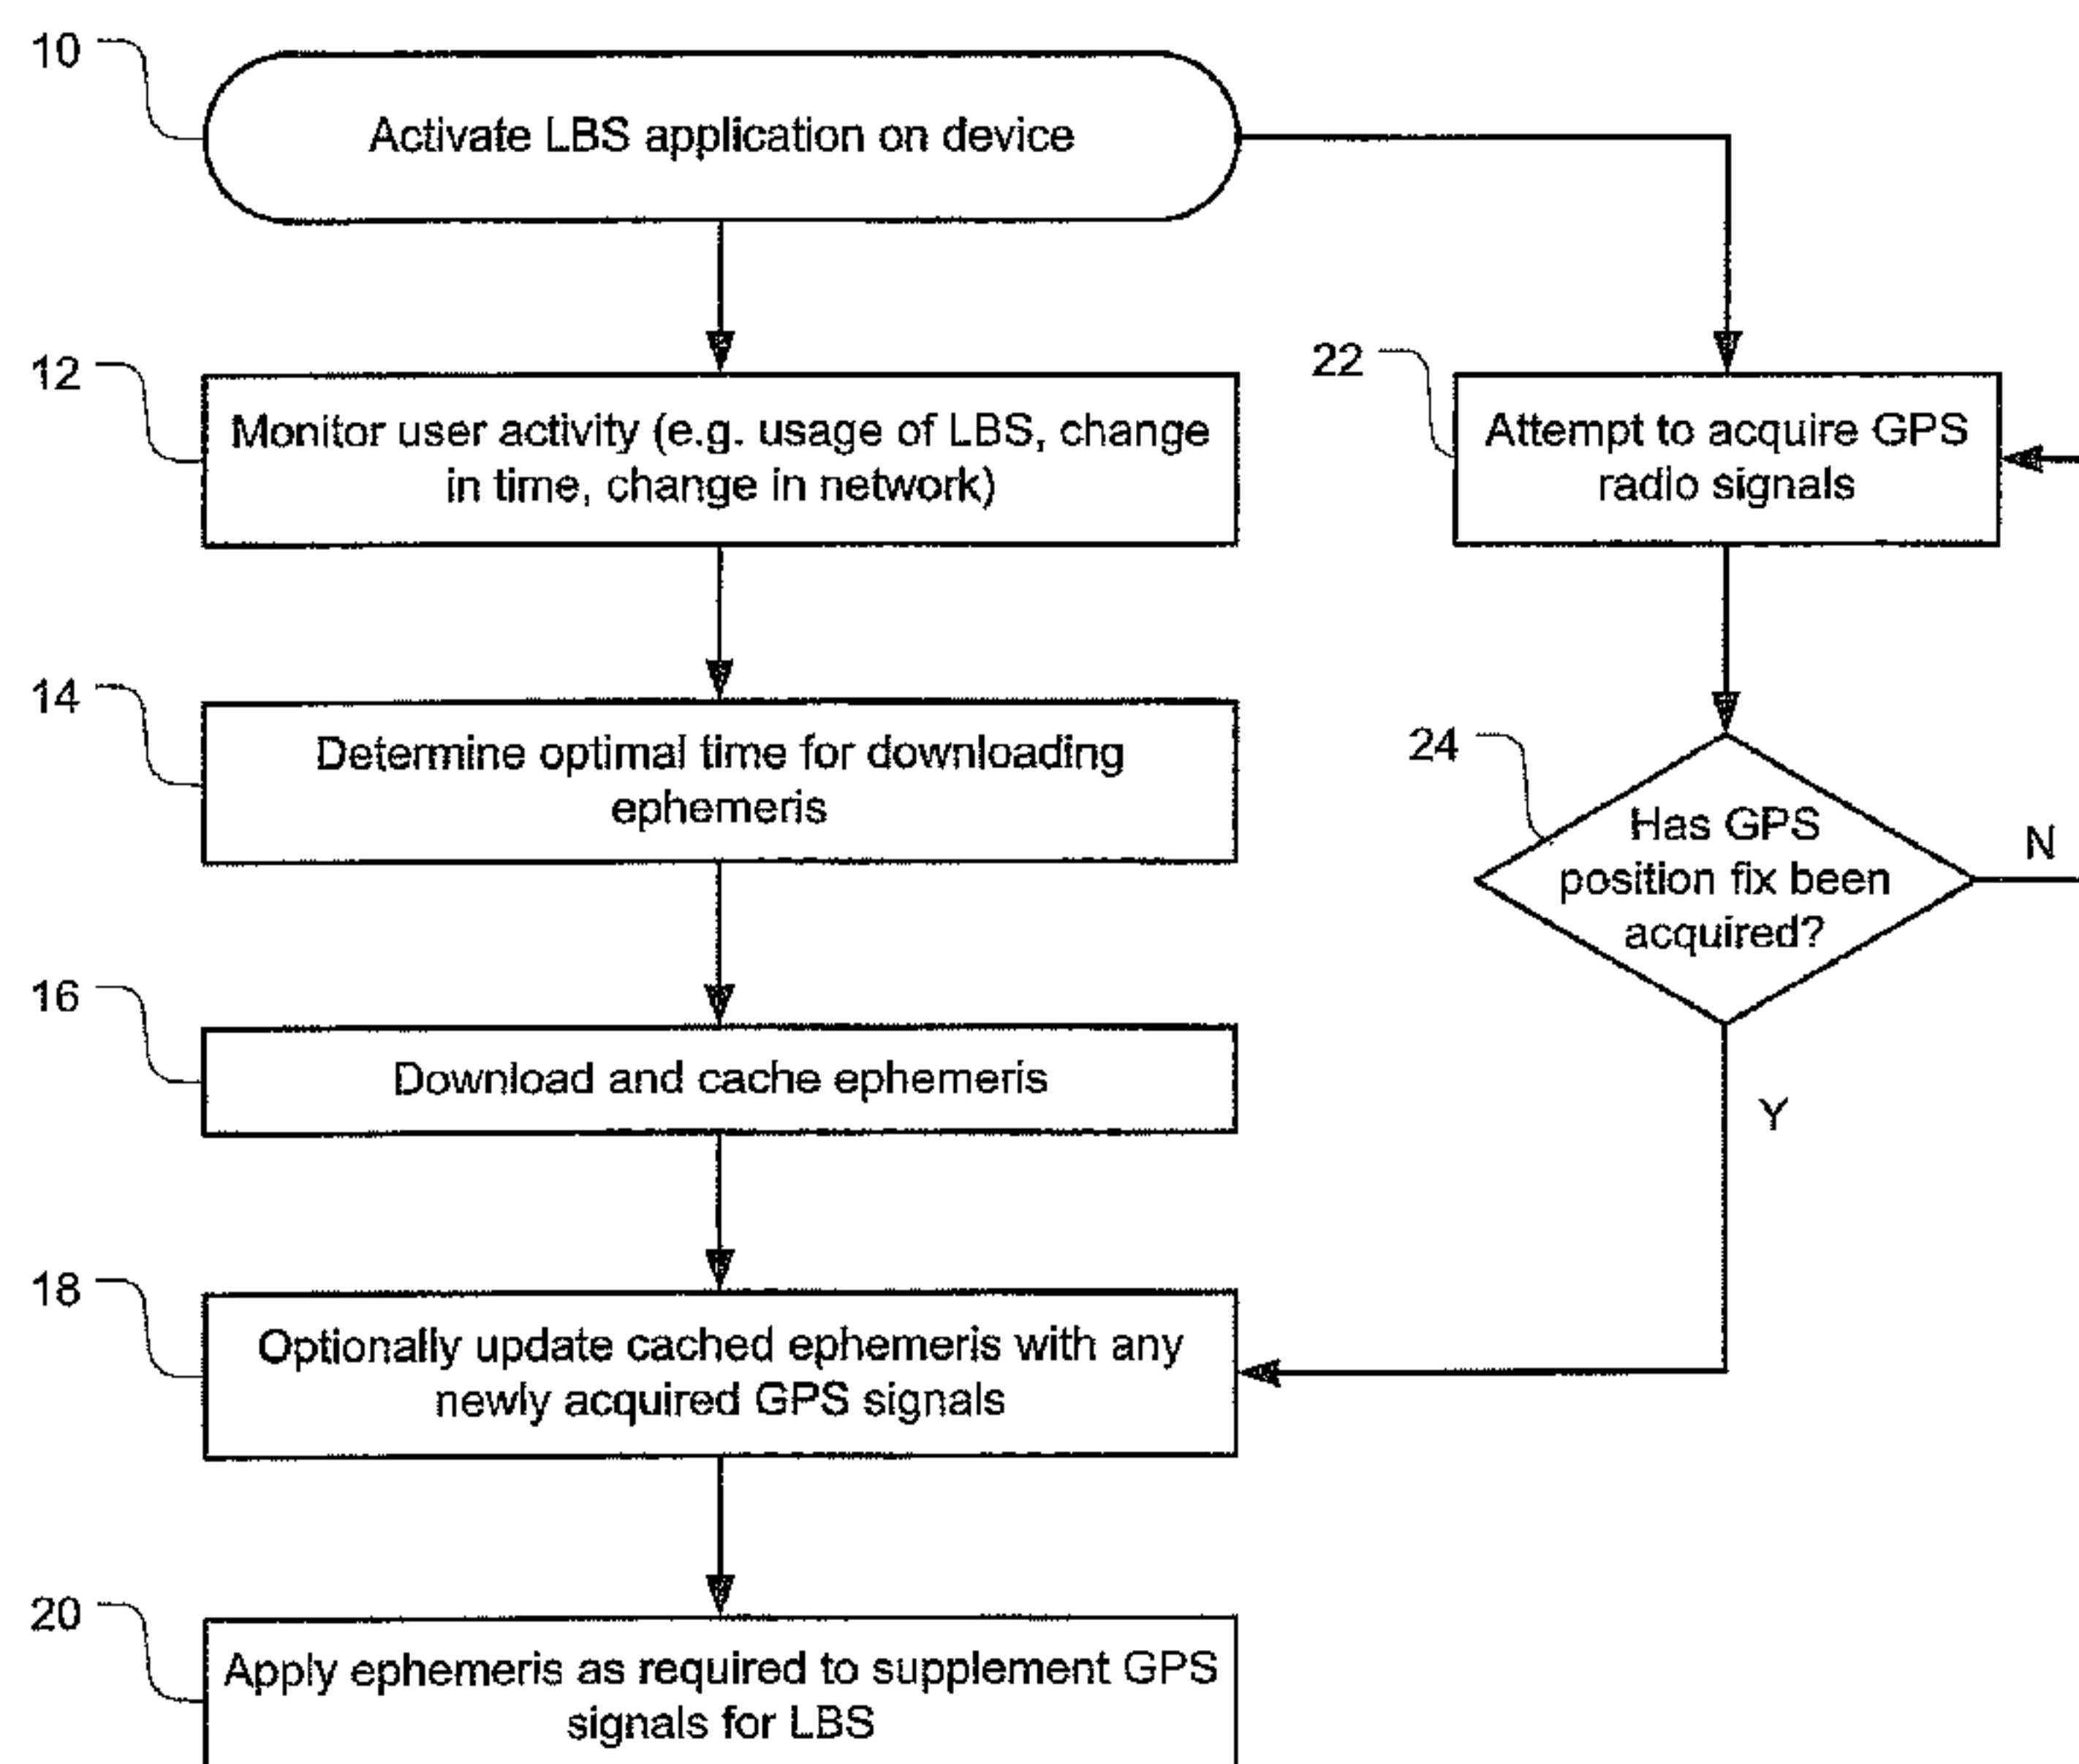 10
Activate LBS application on device
12
Monitor user activity (e.g. usage of LBS, change
in time, change in network)
22
Attempt to acquire GPS
radio signals
14
Determine optimal time for downloading
ephemeris
24
Has GPS
position fix been
acquired?
N
16
Download and cache ephemeris
Y
18
Optionally update cached ephemeris with any
newly acquired GPS signals
20
Apply ephemeris as required to supplement GPS
signals for LBS